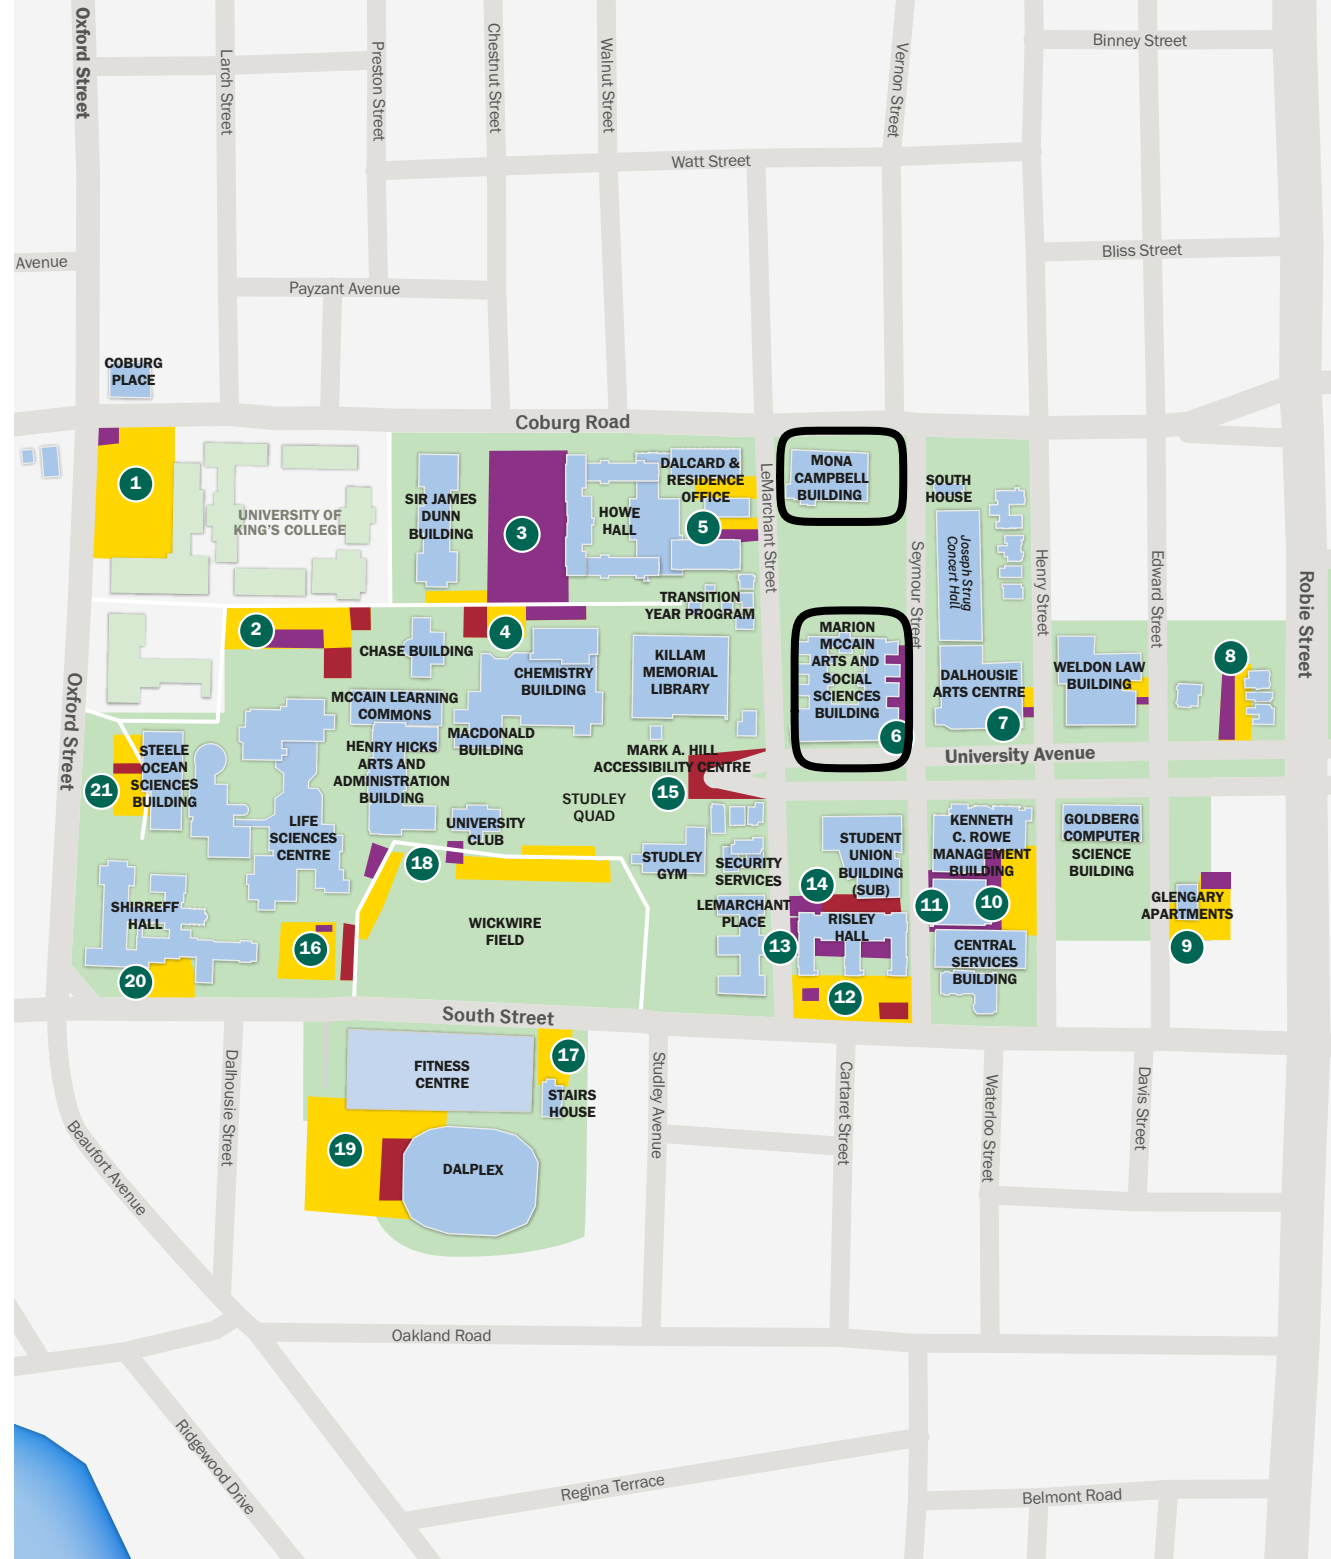 Oxford Street
Larch Street
Preston Street
Chestnut Street
Walnut Street
Vernon Street
Binney Street
Watt Street
Bliss Street
Avenue
Payzant Avenue
COBURG
PLACE
Coburg Road
1
UNIVERSITY OF
KING'S COLLEGE
SIR JAMES
DUNN
BUILDING
3
HOWE
HALL
DALCARD &
RESIDENCE
OFFICE
5
LeMarchant Street
MONA
CAMPBELL
BUILDING
SOUTH
HOUSE
Joseph Strug
Concert Hall
Seymour Street
Henry Street
Edward Street
Robie Street
TRANSITION
YEAR PROGRAM
2
4
CHASE BUILDING
CHEMISTRY
BUILDING
KILLAM
MEMORIAL
LIBRARY
MARION
MCCAIN
ARTS AND
SOCIAL
SCIENCES
BUILDING
6
DALHOUSIE
ARTS CENTRE
7
WELDON LAW
BUILDING
8
Oxford Street
MCCAIN LEARNING
COMMONS
MACDONALD
BUILDING
HENRY HICKS
ARTS AND
ADMINISTRATION
BUILDING
MARK A. HILL
ACCESSIBILITY CENTRE
15
University Avenue
STEELE
OCEAN
SCIENCES
BUILDING
21
LIFE
SCIENCES
CENTRE
UNIVERSITY
CLUB
STUDLEY
QUAD
18
STUDLEY
GYM
SECURITY
SERVICES
STUDENT
UNION
BUILDING
(SUB)
14
KENNETH
C. ROWE
MANAGEMENT
BUILDING
GOLDBERG
COMPUTER
SCIENCE
BUILDING
11
10
LEMARCHANT
PLACE
13
RISLEY
HALL
GLENGARY
APARTMENTS
9
CENTRAL
SERVICES
BUILDING
12
SHIRREFF
HALL
20
16
WICKWIRE
FIELD
South Street
FITNESS
CENTRE
17
STAIRS
HOUSE
19
DALPLEX
Dalhousie Street
Beaufort Avenue
Studley Avenue
Cartaret Street
Waterloo Street
Davis Street
Oakland Road
Ridgewood Drive
Regina Terrace
Belmont Road